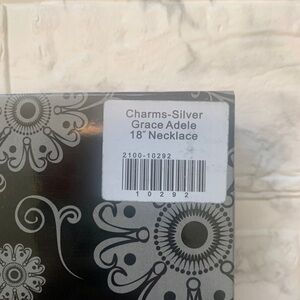 Charms-Silver
Grace Adele
18" Necklace
2100-10292
10292